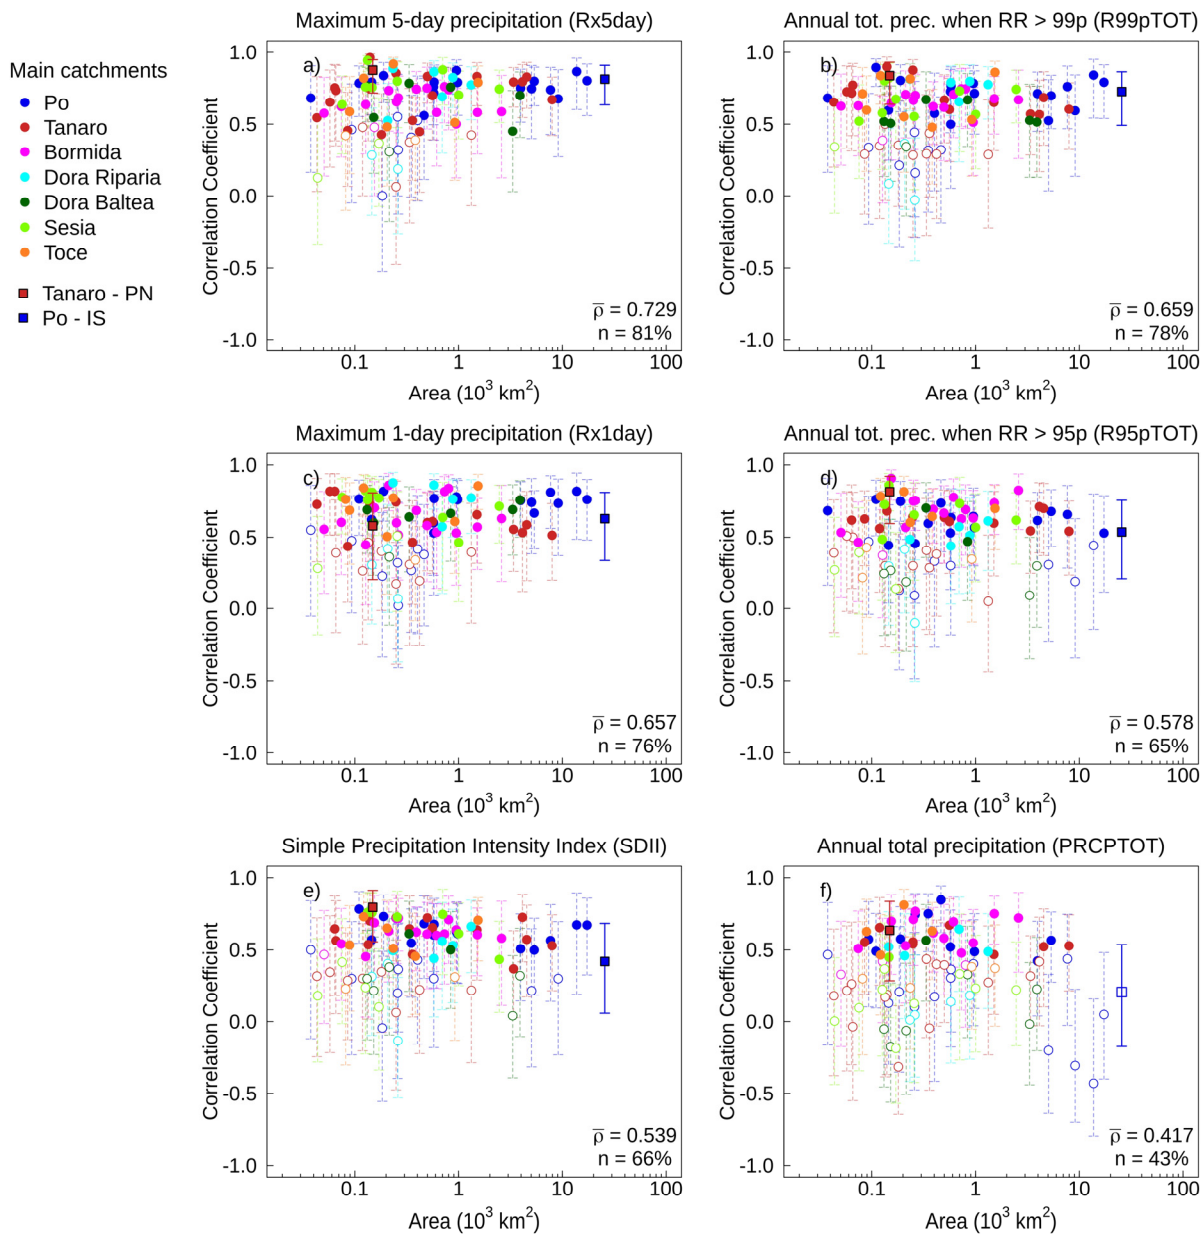 Main catchments
Po
Tanaro
Bormida
Dora Riparia
Dora Baltea
Sesia
Toce
Tanaro - PN
Po - IS
Maximum 5-day precipitation (Rx5day)
a)
Correlation Coefficient
1.0
0.5
0.0
-0.5
-1.0
ρ̅ = 0.729
n = 81%
0.1 1 10 100
Area (10³ km²)
Annual tot. prec. when RR > 99p (R99pTOT)
b)
Correlation Coefficient
1.0
0.5
0.0
-0.5
-1.0
ρ̅ = 0.659
n = 78%
0.1 1 10 100
Area (10³ km²)
Maximum 1-day precipitation (Rx1day)
c)
Correlation Coefficient
1.0
0.5
0.0
-0.5
-1.0
ρ̅ = 0.657
n = 76%
0.1 1 10 100
Area (10³ km²)
Annual tot. prec. when RR > 95p (R95pTOT)
d)
Correlation Coefficient
1.0
0.5
0.0
-0.5
-1.0
ρ̅ = 0.578
n = 65%
0.1 1 10 100
Area (10³ km²)
Simple Precipitation Intensity Index (SDII)
e)
Correlation Coefficient
1.0
0.5
0.0
-0.5
-1.0
ρ̅ = 0.539
n = 66%
0.1 1 10 100
Area (10³ km²)
Annual total precipitation (PRCPTOT)
f)
Correlation Coefficient
1.0
0.5
0.0
-0.5
-1.0
ρ̅ = 0.417
n = 43%
0.1 1 10 100
Area (10³ km²)